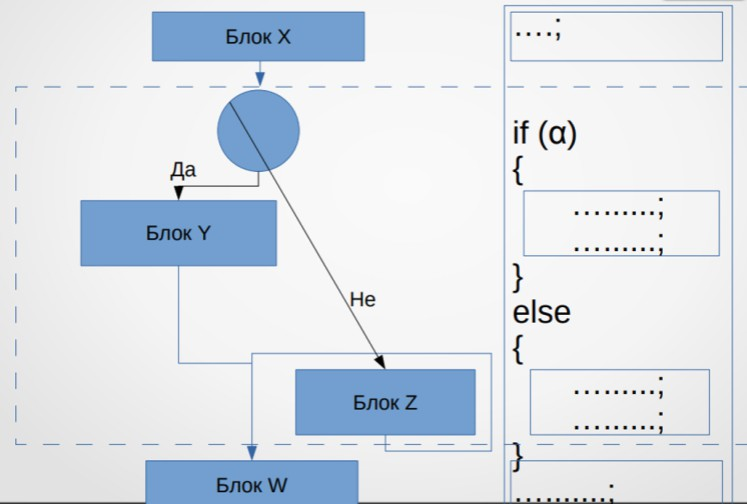 Блок X
Да
Блок Y
Не
Блок Z
Блок W
....;
if (α)
{
.........;
.........;
}
else
{
.........;
.........;
}
..........;